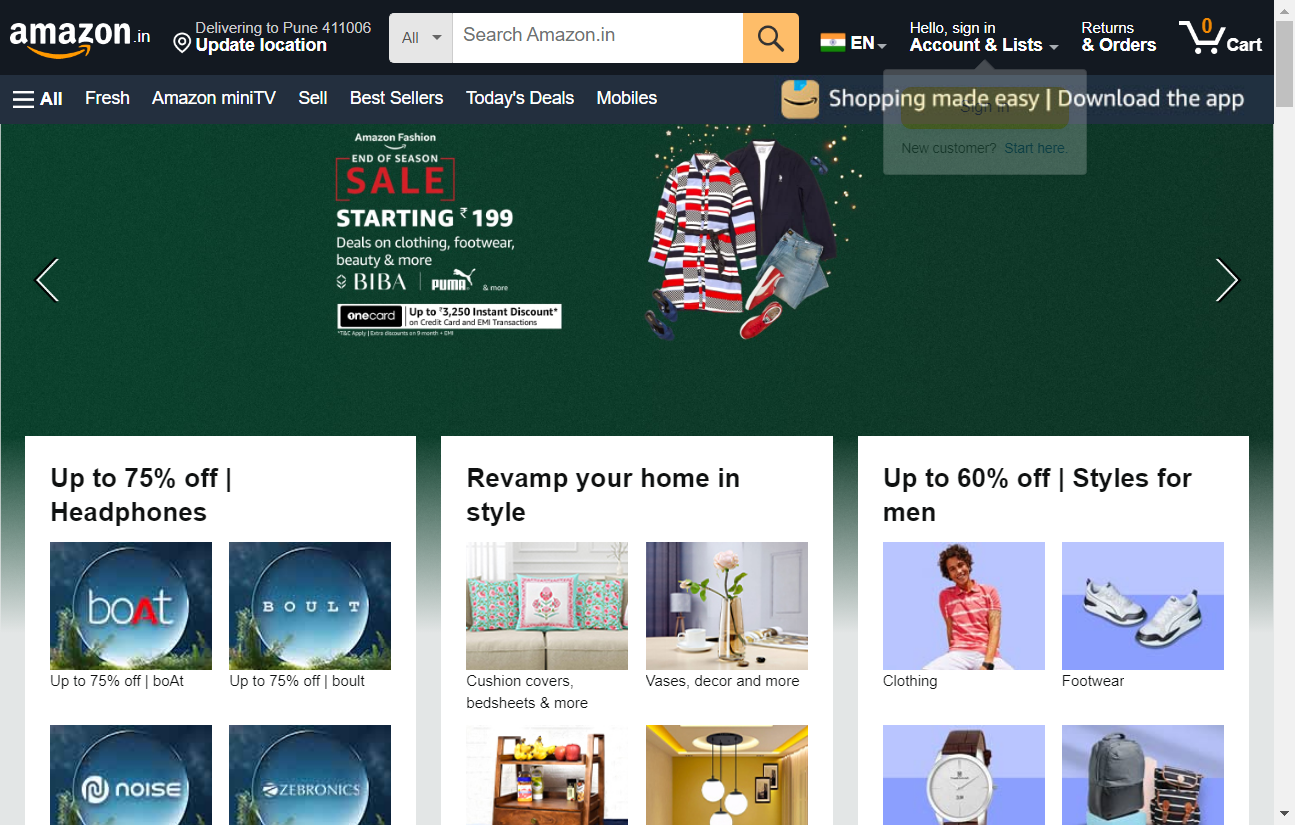 amazon.in
Delivering to Pune 411006
Update location
All
Search Amazon.in
EN
Hello, sign in
Account & Lists
Returns
& Orders
0
Cart
All
Fresh
Amazon miniTV
Sell
Best Sellers
Today's Deals
Mobiles
Shopping made easy | Download the app
Sign in
New customer? Start here.
Amazon Fashion
END OF SEASON
SALE
STARTING ₹199
Deals on clothing, footwear,
beauty & more
BIBA | PUMA & more
onecard
Up to ₹3,250 Instant Discount*
on Credit Card and EMI Transactions
*T&C Apply | Extra discounts on 9 month + EMI
Up to 75% off |
Headphones
boAt
BOULT
Up to 75% off | boAt
Up to 75% off | boult
NOISE
ZEBRONICS
Revamp your home in
style
Cushion covers,
bedsheets & more
Vases, decor and more
Up to 60% off | Styles for
men
Clothing
Footwear